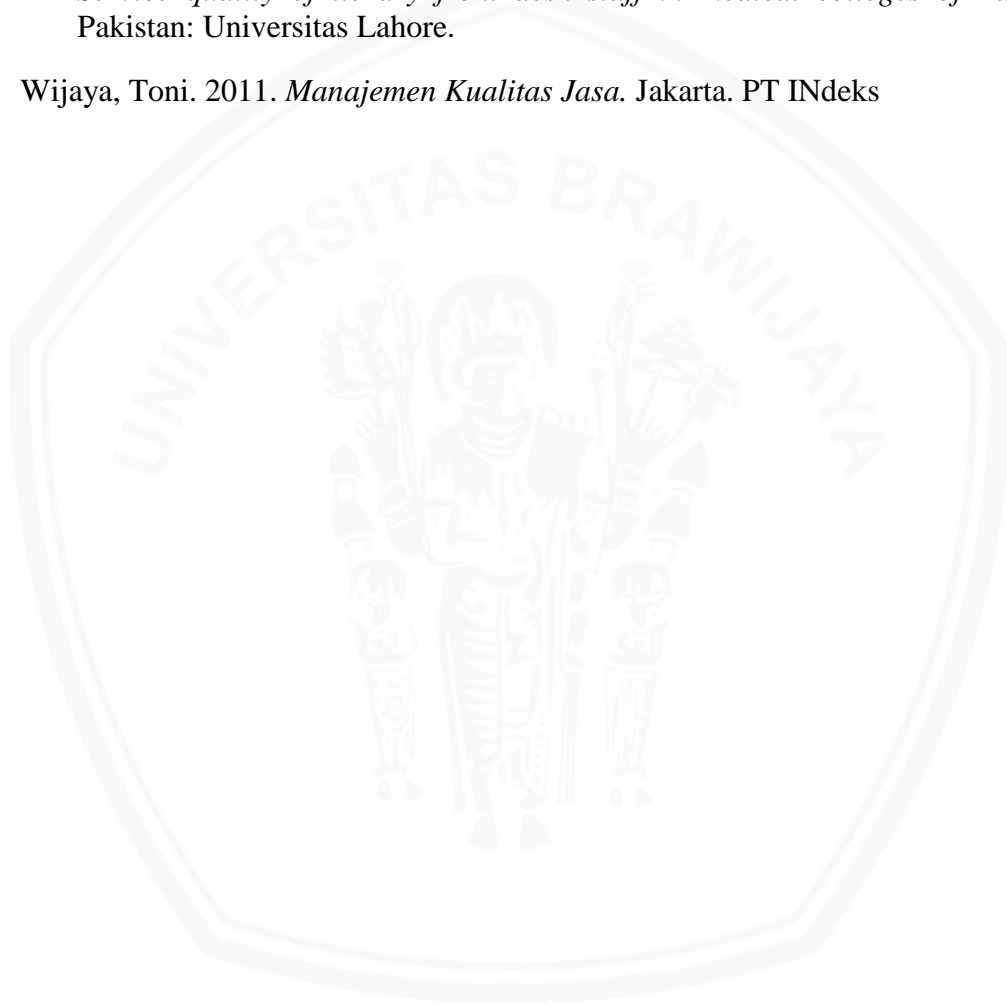 Pakistan: Universitas Lahore.
Wijaya, Toni. 2011. Manajemen Kualitas Jasa. Jakarta. PT INdeks
UNIVERSITAS BRAWIJAYA